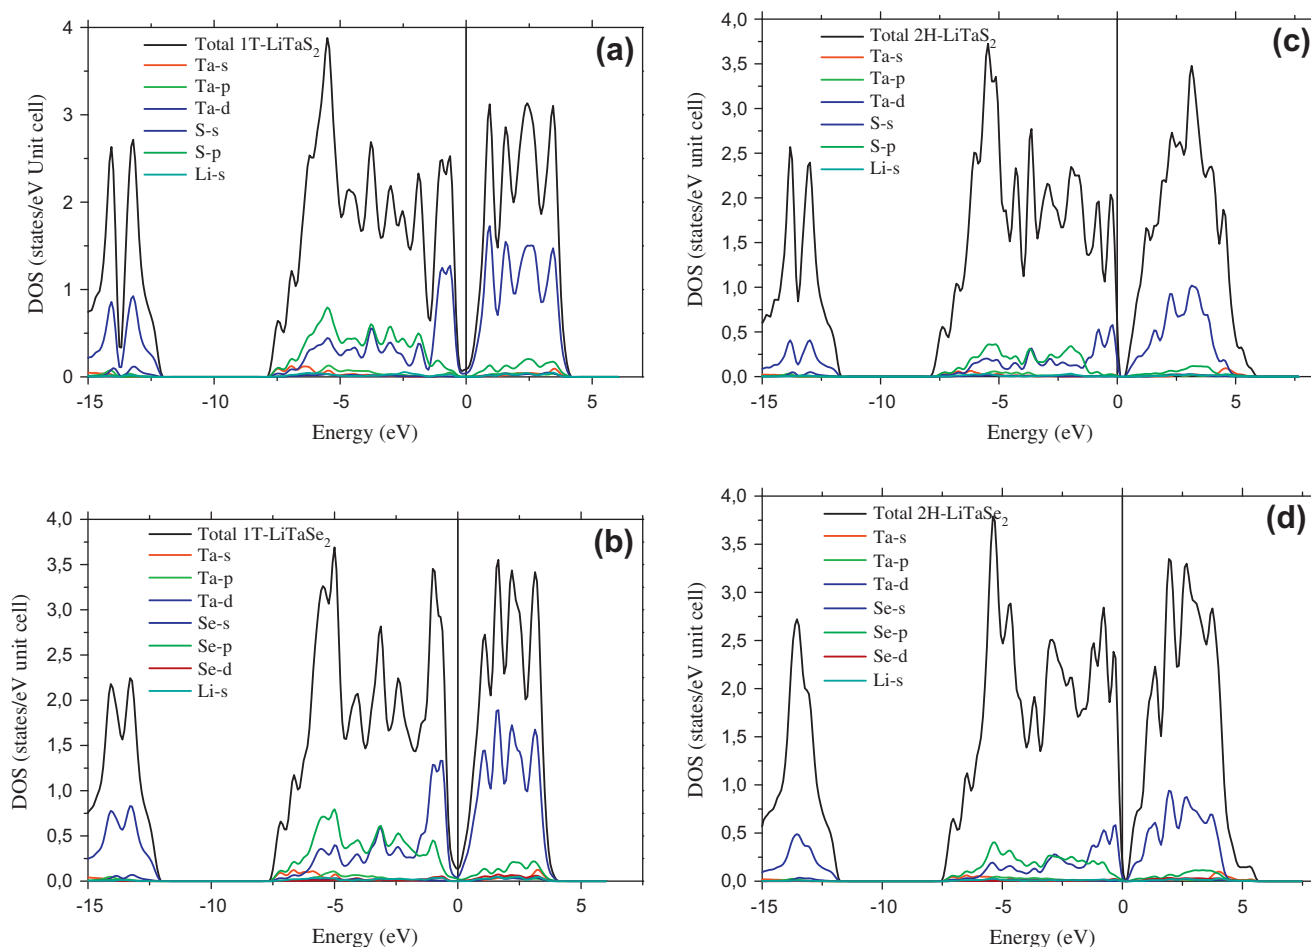 (a)
Total 1T-LiTaS2
Ta-s
Ta-p
Ta-d
S-s
S-p
Li-s
DOS (states/eV Unit cell)
4
3
2
1
0
-15
-10
-5
0
5
Energy (eV)
(c)
Total 2H-LiTaS2
Ta-s
Ta-p
Ta-d
S-s
S-p
Li-s
DOS (states/eV unit cell)
4,0
3,5
3,0
2,5
2,0
1,5
1,0
0,5
0,0
-15
-10
-5
0
5
Energy (eV)
(b)
Total 1T-LiTaSe2
Ta-s
Ta-p
Ta-d
Se-s
Se-p
Se-d
Li-s
DOS (states/eV unit cell)
4,0
3,5
3,0
2,5
2,0
1,5
1,0
0,5
0,0
-15
-10
-5
0
5
Energy (eV)
(d)
Total 2H-LiTaSe2
Ta-s
Ta-p
Ta-d
Se-s
Se-p
Se-d
Li-s
DOS (states/eV unit cell)
4,0
3,5
3,0
2,5
2,0
1,5
1,0
0,5
0,0
-15
-10
-5
0
5
Energy (eV)